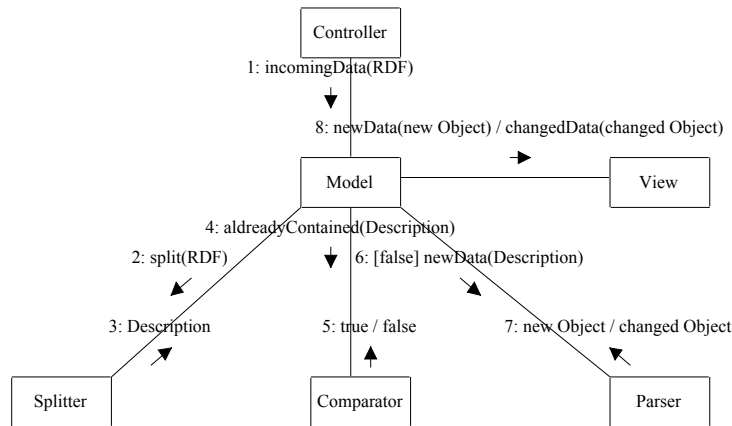 Controller
1: incomingData(RDF)
8: newData(new Object) / changedData(changed Object)
Model
View
4: aldreadyContained(Description)
2: split(RDF)
6: [false] newData(Description)
3: Description
5: true / false
7: new Object / changed Object
Splitter
Comparator
Parser